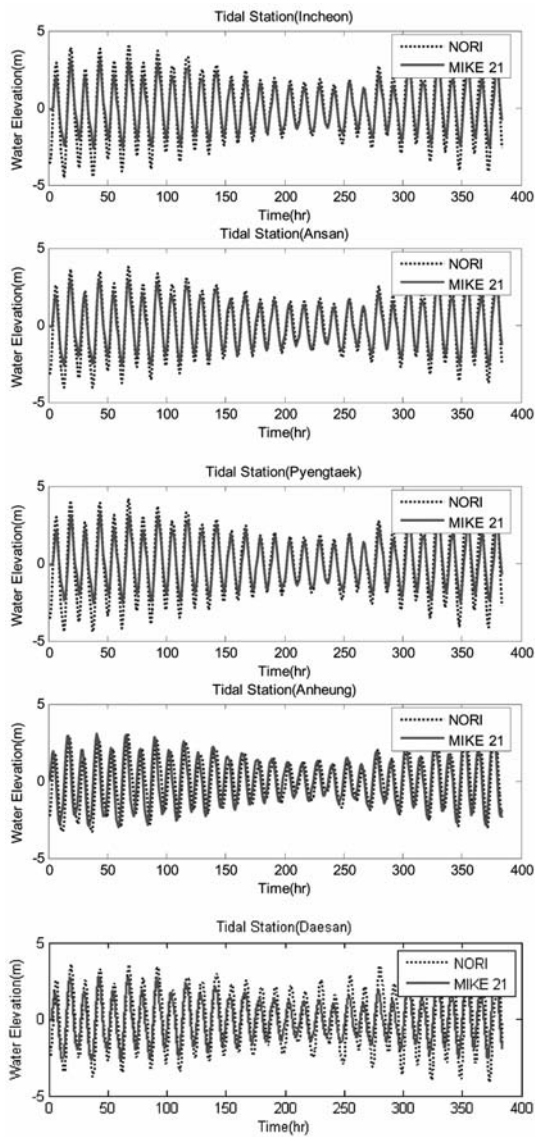 Tidal Station(Incheon)
5
NORI
MIKE 21
Water Elevation(m)
0
-5
0 50 100 150 200 250 300 350 400
Time(hr)
Tidal Station(Ansan)
5
NORI
MIKE 21
Water Elevation(m)
0
-5
0 50 100 150 200 250 300 350 400
Time(hr)
Tidal Station(Pyengtaek)
5
NORI
MIKE 21
Water Elevation(m)
0
-5
0 50 100 150 200 250 300 350 400
Time(hr)
Tidal Station(Anheung)
5
NORI
MIKE 21
Water Elevation(m)
0
-5
0 50 100 150 200 250 300 350 400
Time(hr)
Tidal Station(Daesan)
5
NORI
MIKE 21
Water Elevation(m)
0
-5
0 50 100 150 200 250 300 350 400
Time(hr)